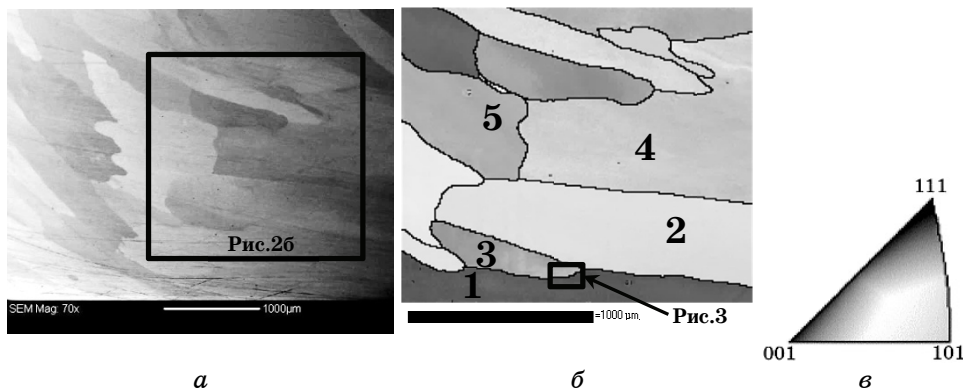 Рис.2б
SEM Mag: 70x
1000µm
а
5
4
2
3
1
=1000 µm.
Рис.3
б
111
001
101
в